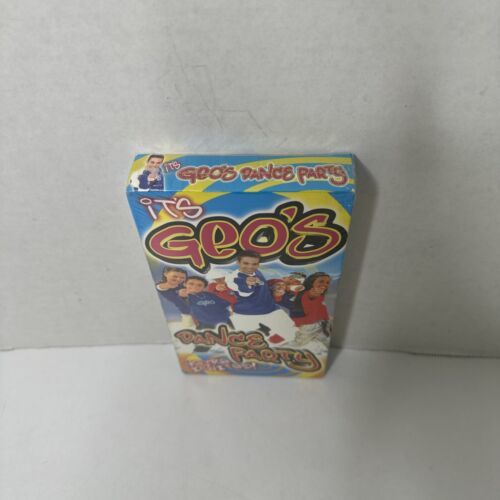 IT'S GEO'S DANCE PARTY
IT'S
GEO'S
DANCE
PARTY